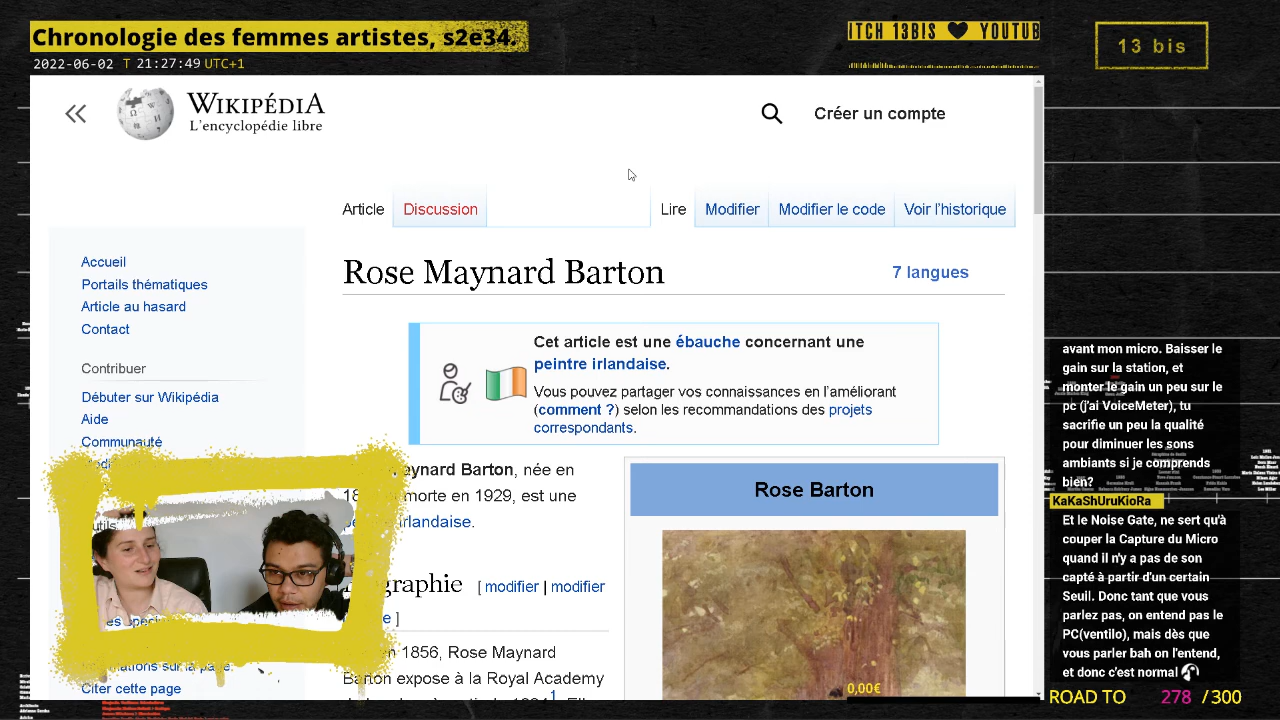 Chronologie des femmes artistes, s2e34.
2022-06-02 T 21:27:49 UTC+1
ITCH 13BIS YOUTUB
13 bis
WIKIPÉDIA
L'encyclopédie libre
Créer un compte
Article
Discussion
Lire
Modifier
Modifier le code
Voir l'historique
Accueil
Portails thématiques
Article au hasard
Contact
Contribuer
Débuter sur Wikipédia
Aide
Communauté
Rose Maynard Barton
7 langues
Cet article est une ébauche concernant une
peintre irlandaise.
Vous pouvez partager vos connaissances en l'améliorant
(comment ?) selon les recommandations des projets
correspondants.
aynard Barton, née en
morte en 1929, est une
irlandaise.
graphie [ modifier | modifier
e ]
n 1856, Rose Maynard
Barton expose à la Royal Academy
Citer cette page
Rose Barton
0,00€
avant mon micro. Baisser le
gain sur la station, et
monter le gain un peu sur le
pc (j'ai VoiceMeter), tu
sacrifie un peu la qualité
pour diminuer les sons
ambiants si je comprends
bien?
KaKaShUruKioRa
Et le Noise Gate, ne sert qu'à
couper la Capture du Micro
quand il n'y a pas de son
capté à partir d'un certain
Seuil. Donc tant que vous
parlez pas, on entend pas le
PC(ventilo), mais dès que
vous parler bah on l'entend,
et donc c'est normal
ROAD TO 278 / 300